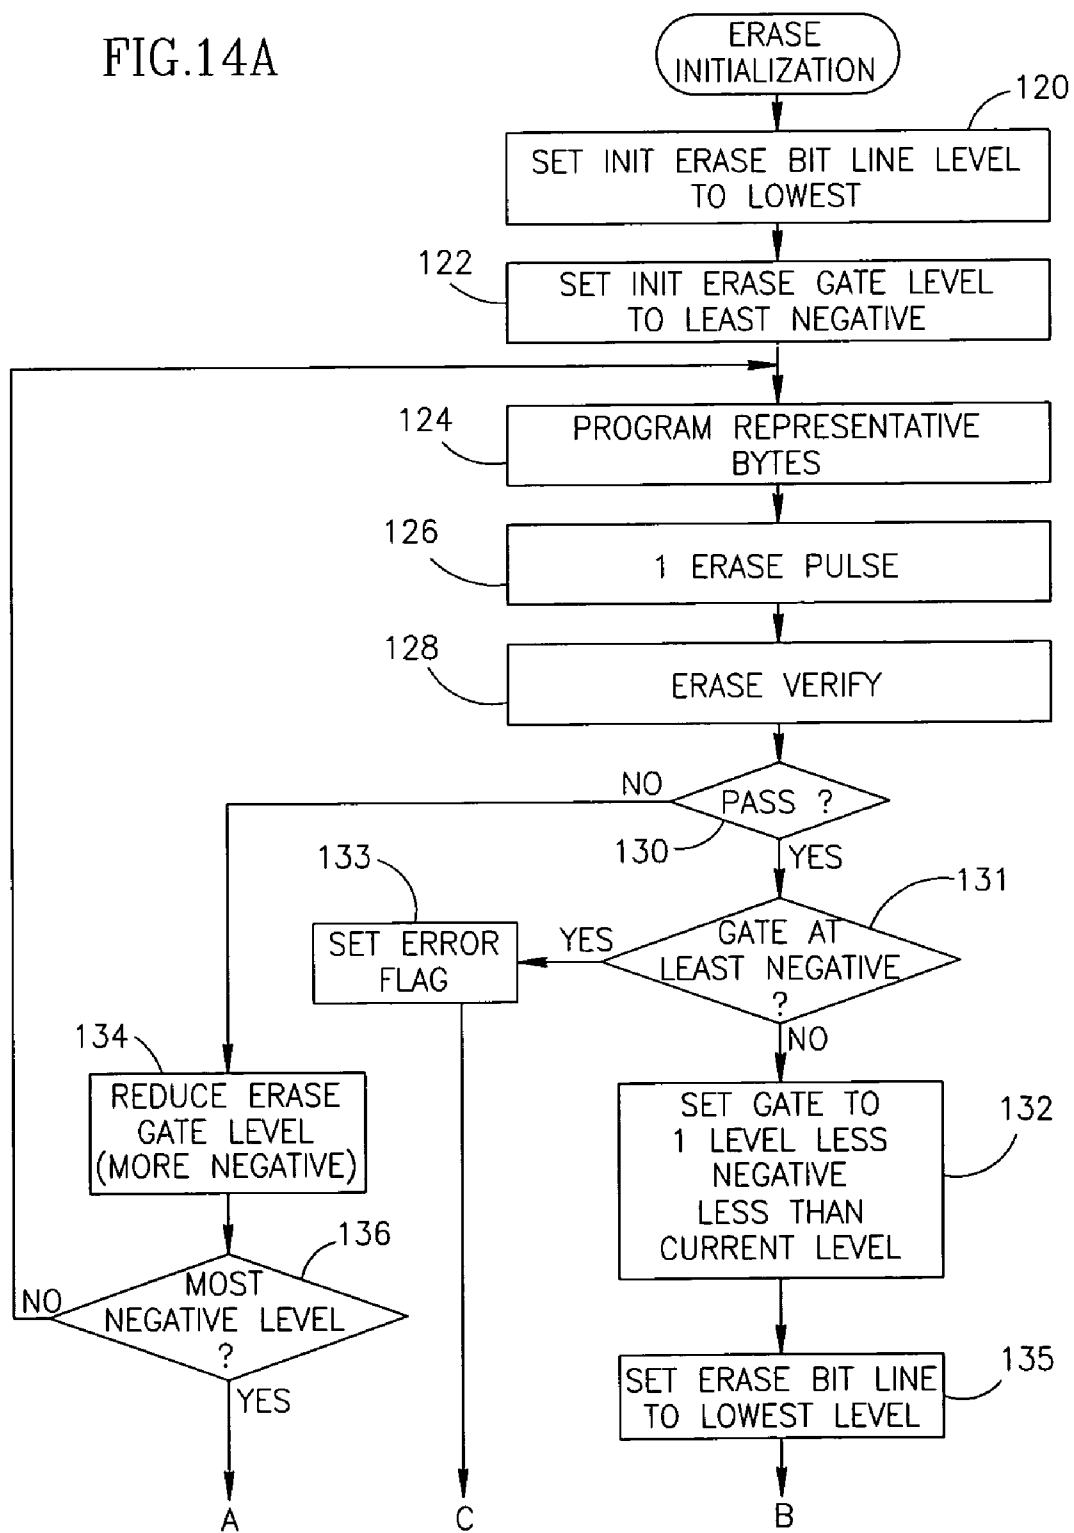 FIG.14A
ERASE
INITIALIZATION
120
SET INIT ERASE BIT LINE LEVEL
TO LOWEST
122
SET INIT ERASE GATE LEVEL
TO LEAST NEGATIVE
124
PROGRAM REPRESENTATIVE
BYTES
126
1 ERASE PULSE
128
ERASE VERIFY
NO
PASS ?
130
YES
133
131
SET ERROR
FLAG
YES
GATE AT
LEAST NEGATIVE
?
NO
134
REDUCE ERASE
GATE LEVEL
(MORE NEGATIVE)
132
SET GATE TO
1 LEVEL LESS
NEGATIVE
LESS THAN
CURRENT LEVEL
136
NO
MOST
NEGATIVE LEVEL
?
YES
135
SET ERASE BIT LINE
TO LOWEST LEVEL
A
C
B